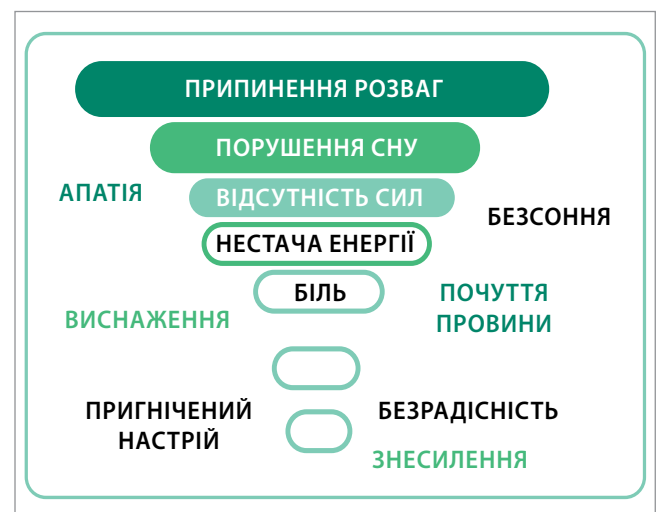 ПРИПИНЕННЯ РОЗВАГ
ПОРУШЕННЯ СНУ
АПАТІЯ
ВІДСУТНІСТЬ СИЛ
БЕЗСОННЯ
НЕСТАЧА ЕНЕРГІЇ
БІЛЬ
ПОЧУТТЯ
ПРОВИНИ
ВИСНАЖЕННЯ
ПРИГНІЧЕНИЙ
НАСТРІЙ
БЕЗРАДІСНІСТЬ
ЗНЕСИЛЕННЯ